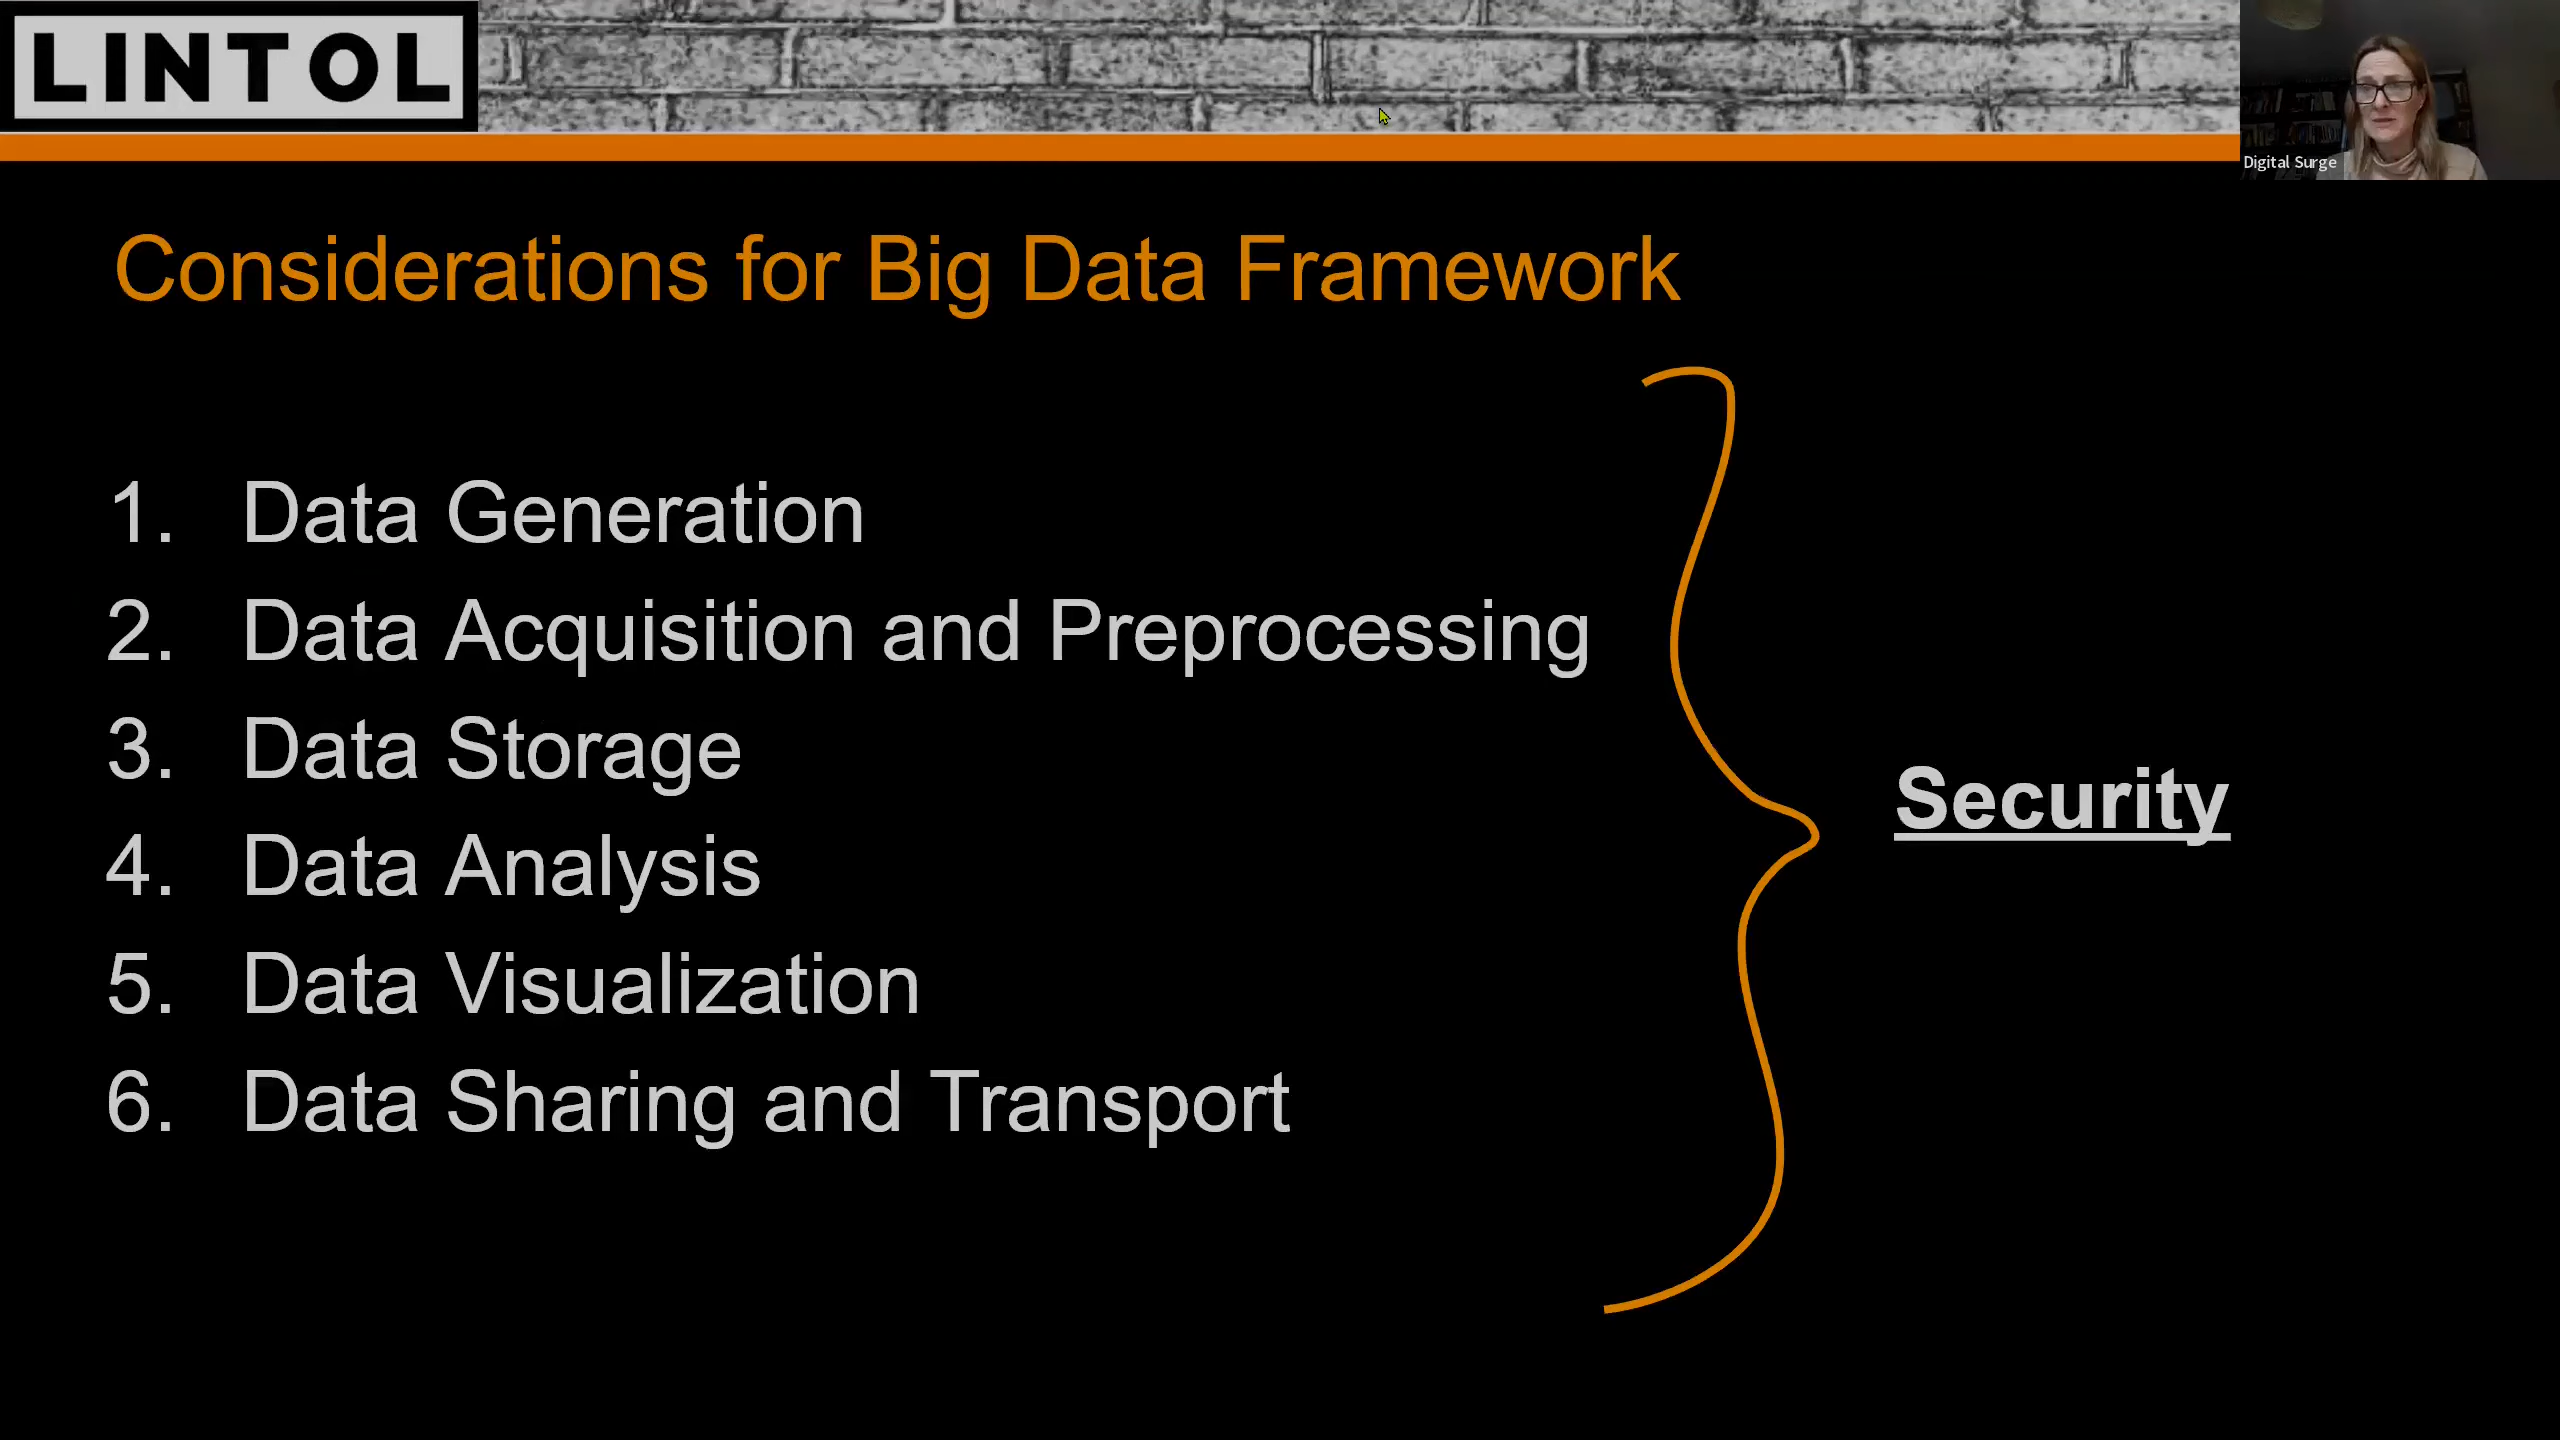 LINTOL
Digital Surge
Considerations for Big Data Framework
1. Data Generation
2. Data Acquisition and Preprocessing
3. Data Storage
4. Data Analysis
5. Data Visualization
6. Data Sharing and Transport
Security